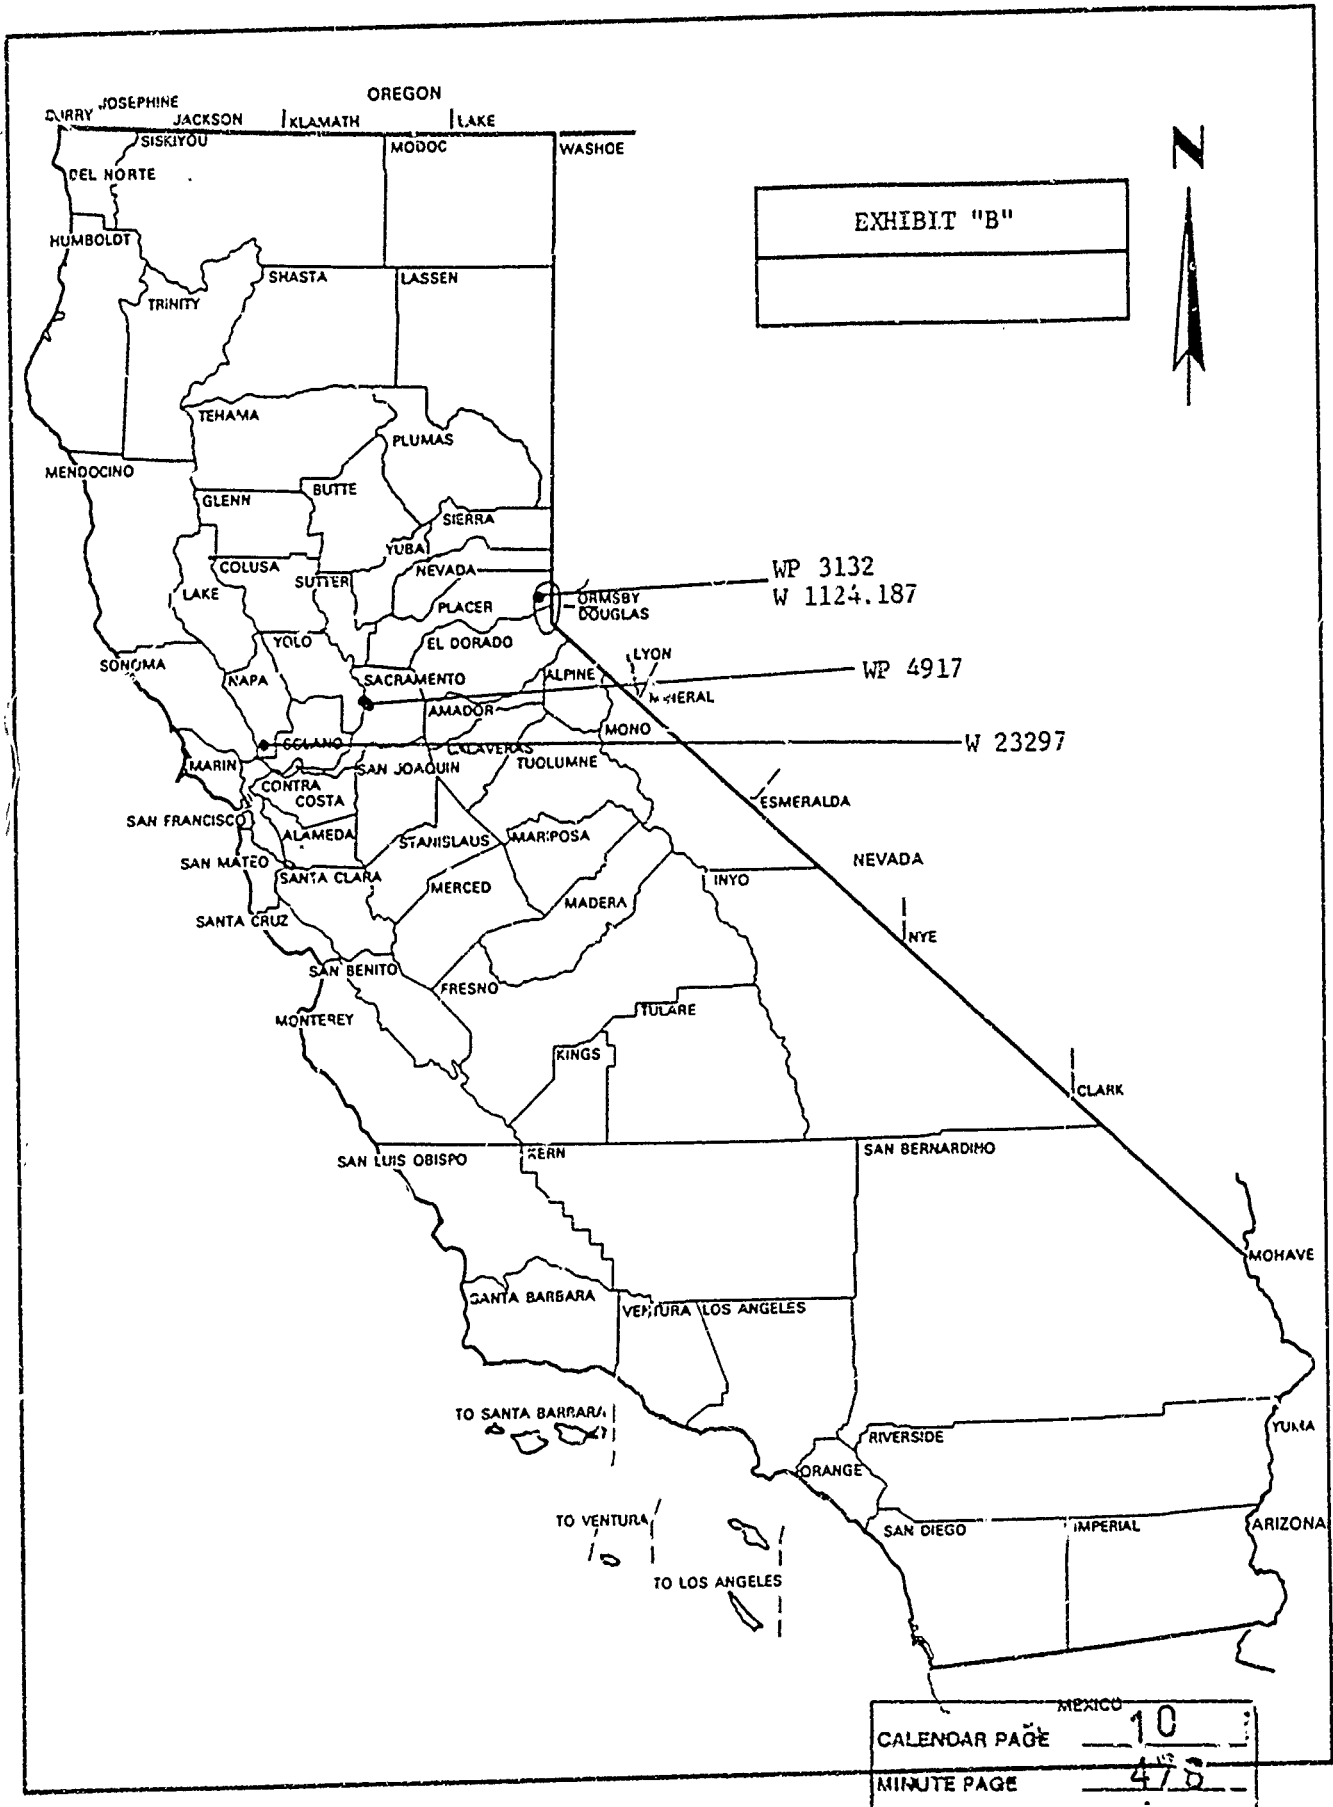 OREGON
JOSEPHINE
CURRY
JACKSON
KLAMATH
LAKE
SISKIYOU
MODOC
WASHOE
N
DEL NORTE
EXHIBIT "B"
HUMBOLDT
SHASTA
LASSEN
TRINITY
TEHAMA
PLUMAS
MENDOCINO
GLENN
BUTTE
SIERRA
YUBA
COLUSA
SUTTER
NEVADA
WP 3132
W 1124.187
LAKE
PLACER
ORMSBY
DOUGLAS
YOLO
EL DORADO
SONOMA
NAPA
SACRAMENTO
ALPINE
LYON
WP 4917
MINERAL
AMADOR
MONO
SOLANO
CALAVERAS
W 23297
MARIN
SAN JOAQUIN
TUOLUMNE
CONTRA
COSTA
ESMERALDA
SAN FRANCISCO
ALAMEDA
STANISLAUS
MARIPOSA
SAN MATEO
SANTA CLARA
MERCED
INYO
NEVADA
MADERA
SANTA CRUZ
NYE
SAN BENITO
FRESNO
MONTEREY
TULARE
KINGS
CLARK
SAN LUIS OBISPO
KERN
SAN BERNARDINO
MOHAVE
SANTA BARBARA
VENTURA
LOS ANGELES
TO SANTA BARBARA
RIVERSIDE
YUMA
ORANGE
TO VENTURA
SAN DIEGO
IMPERIAL
ARIZONA
TO LOS ANGELES
MEXICO
CALENDAR PAGE 10
MINUTE PAGE 478